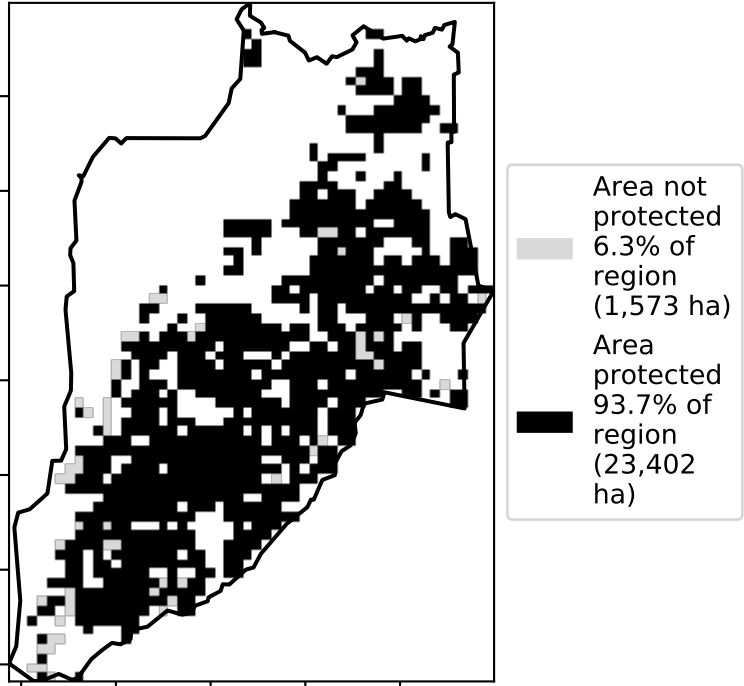 Area not
protected
6.3% of
region
(1,573 ha)
Area
protected
93.7% of
region
(23,402
ha)